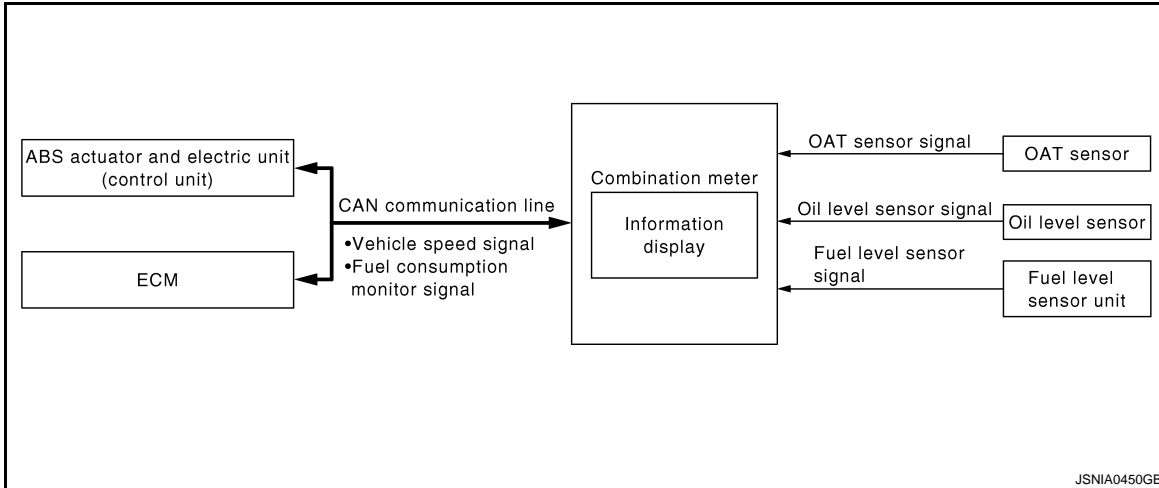 ABS actuator and electric unit
(control unit)
ECM
CAN communication line
•Vehicle speed signal
•Fuel consumption
monitor signal
Combination meter
Information
display
OAT sensor signal
OAT sensor
Oil level sensor signal
Oil level sensor
Fuel level sensor
signal
Fuel level
sensor unit
JSNIA0450GB